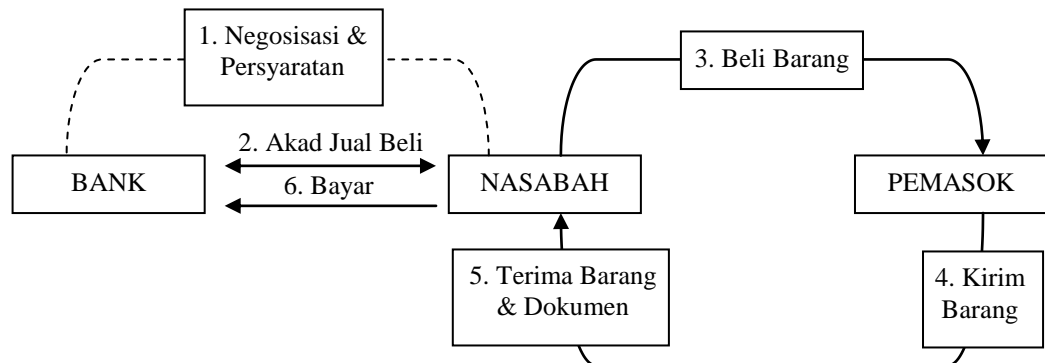 1. Negosisasi &
Persyaratan
3. Beli Barang
2. Akad Jual Beli
BANK
NASABAH
PEMASOK
6. Bayar
5. Terima Barang
& Dokumen
4. Kirim
Barang